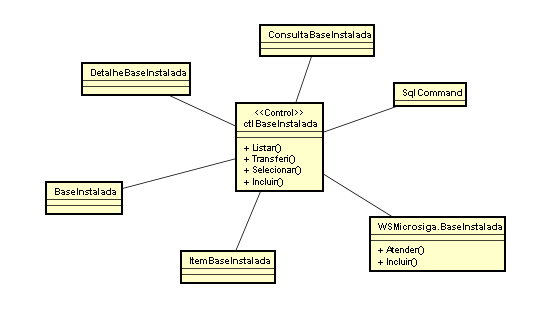 ConsultaBaseInstalada
DetalheBaseInstalada
SqlCommand
<<Control>>
ctlBaseInstalada
+ Listar()
+ Transferi()
+ Selecionar()
+ Incluir()
BaseInstalada
WSMicrosiga.BaseInstalada
+ Atender()
+ Incluir()
ItemBaseInstalada